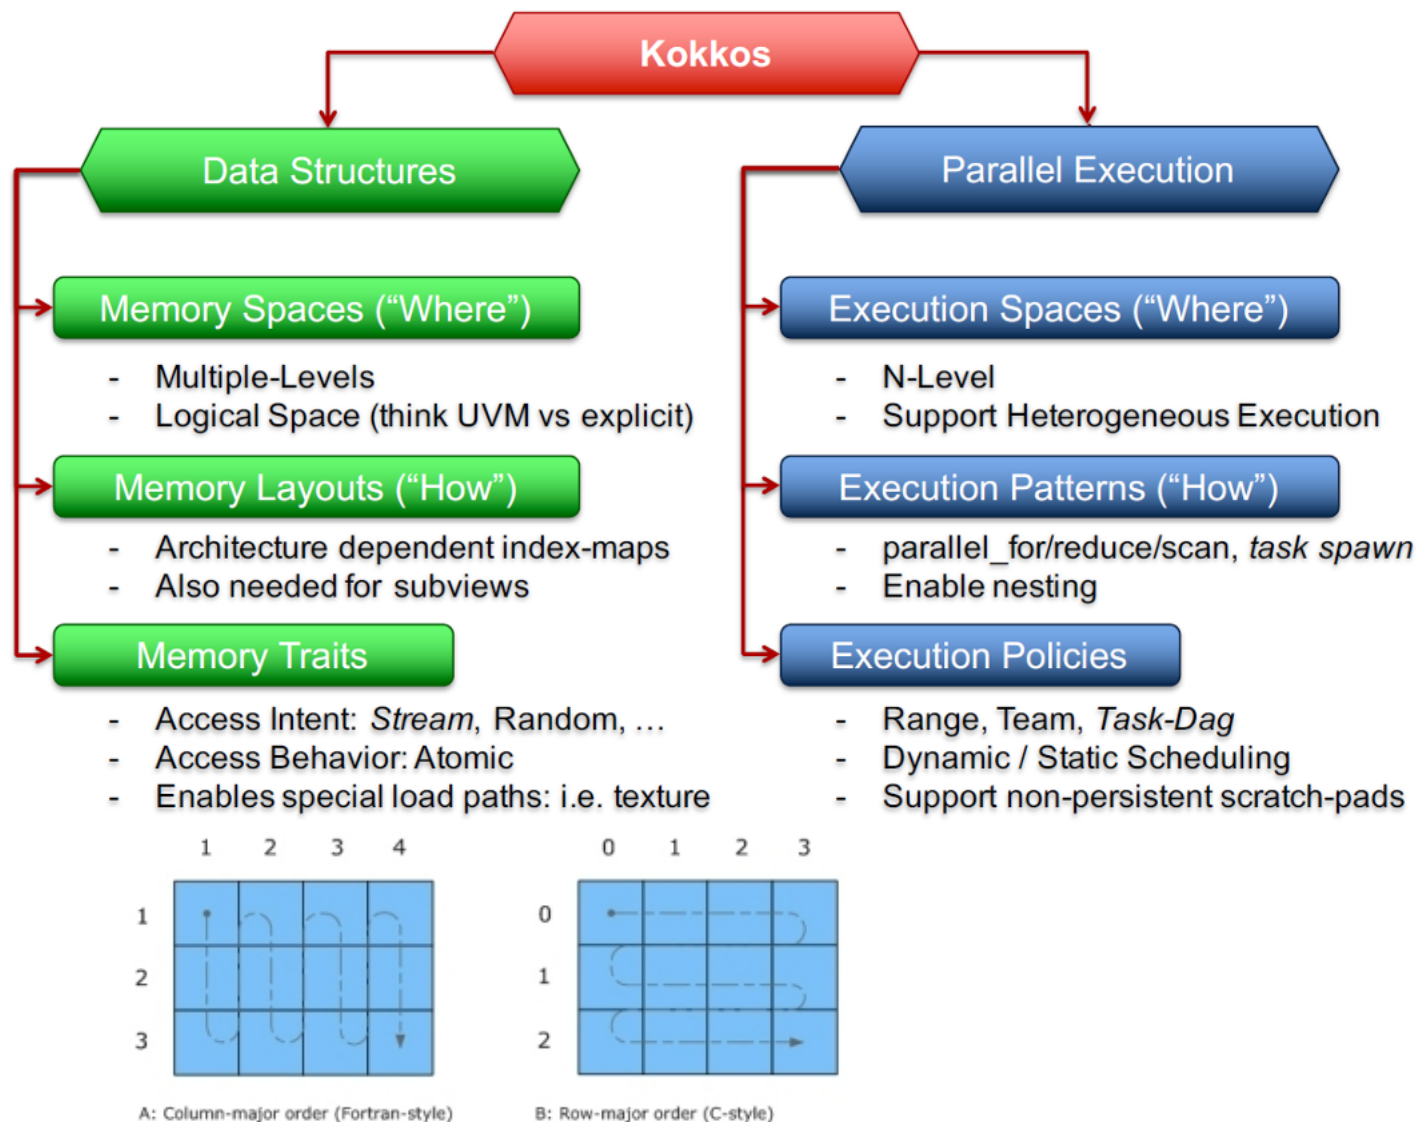 Kokkos
Data Structures
Memory Spaces (“Where”)
- Multiple-Levels
- Logical Space (think UVM vs explicit)
Memory Layouts (“How”)
- Architecture dependent index-maps
- Also needed for subviews
Memory Traits
- Access Intent: Stream, Random, …
- Access Behavior: Atomic
- Enables special load paths: i.e. texture
Parallel Execution
Execution Spaces (“Where”)
- N-Level
- Support Heterogeneous Execution
Execution Patterns (“How”)
- parallel_for/reduce/scan, task spawn
- Enable nesting
Execution Policies
- Range, Team, Task-Dag
- Dynamic / Static Scheduling
- Support non-persistent scratch-pads
1 2 3 4
1
2
3
A: Column-major order (Fortran-style)
0 1 2 3
0
1
2
B: Row-major order (C-style)